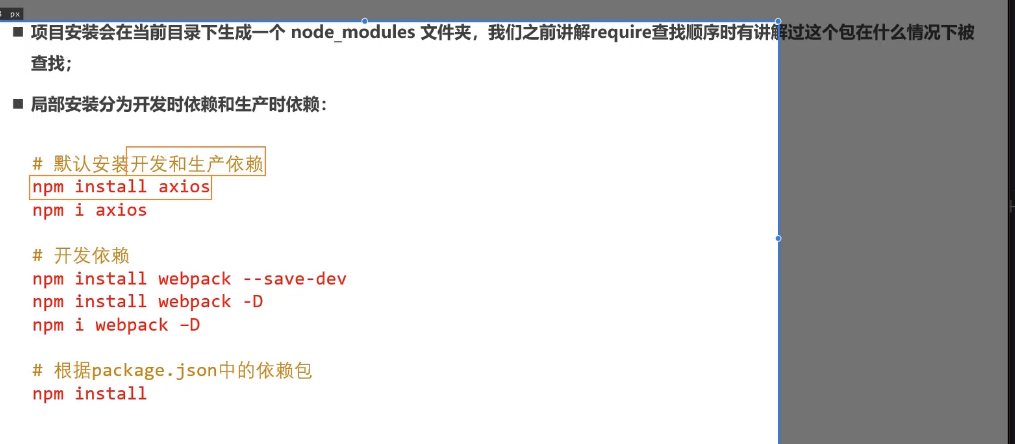 px
项目安装会在当前目录下生成一个 node_modules 文件夹，我们之前讲解require查找顺序时有讲解过这个包在什么情况下被
查找；
局部安装分为开发时依赖和生产时依赖：
# 默认安装开发和生产依赖
npm install axios
npm i axios
# 开发依赖
npm install webpack --save-dev
npm install webpack -D
npm i webpack –D
# 根据package.json中的依赖包
npm install